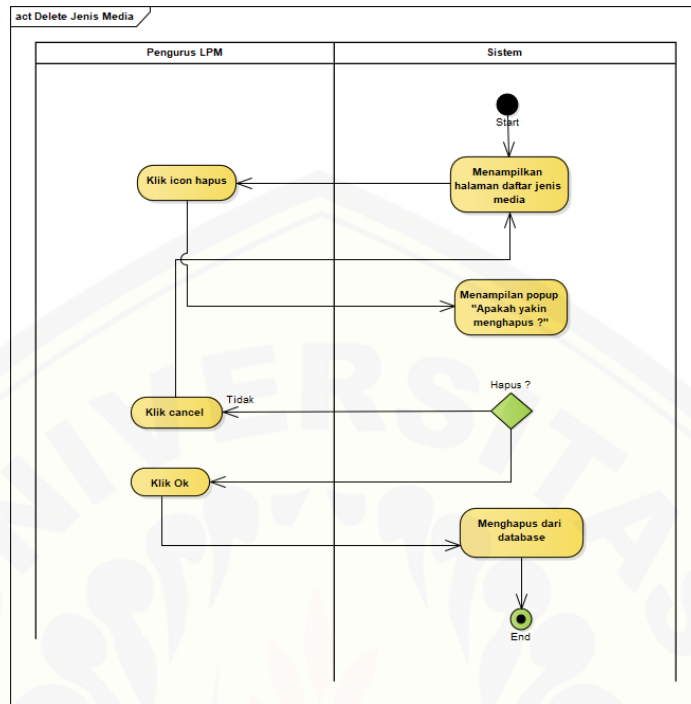 act Delete Jenis Media
Pengurus LPM
Sistem
Start
Klik icon hapus
Menampilkan
halaman daftar jenis
media
Menampilan popup
"Apakah yakin
menghapus ?"
Hapus ?
Tidak
Klik cancel
Klik Ok
Menghapus dari
database
End
UNIVERSITAS